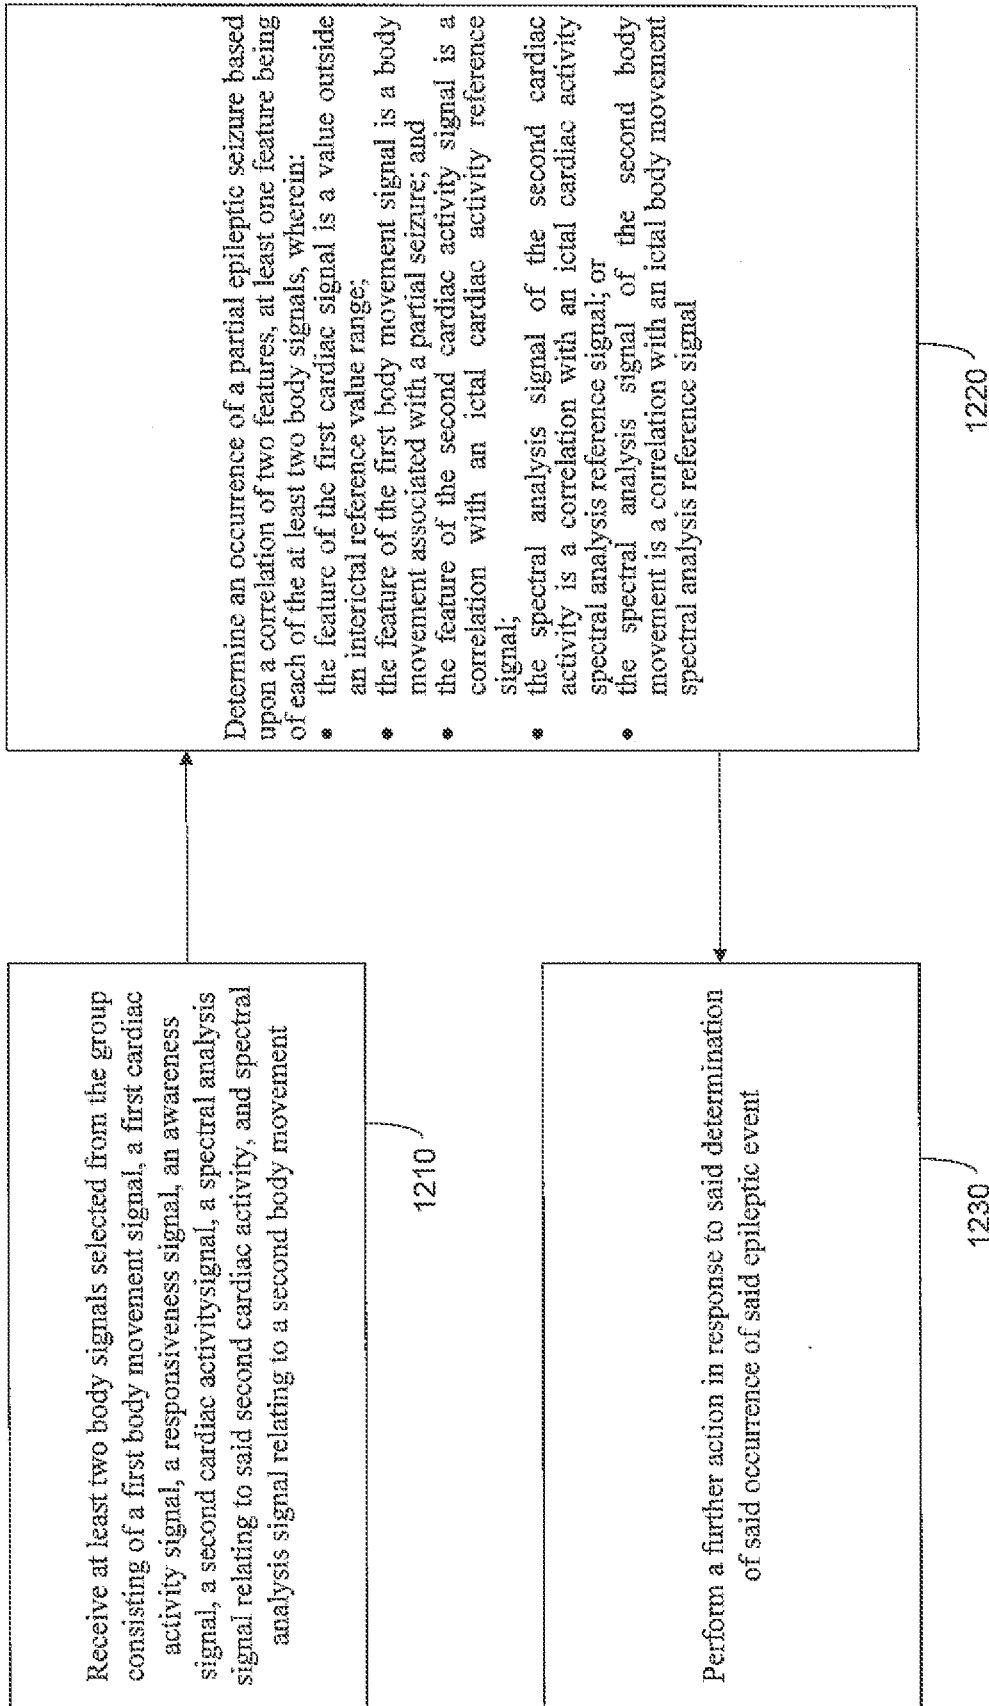 Receive at least two body signals selected from the group
consisting of a first body movement signal, a first cardiac
activity signal, a responsiveness signal, an awareness
signal, a second cardiac activitysignal, a spectral analysis
signal relating to said second cardiac activity, and spectral
analysis signal relating to a second body movement
1210
Determine an occurrence of a partial epileptic seizure based
upon a correlation of two features, at least one feature being
of each of the at least two body signals, wherein:
• the feature of the first cardiac signal is a value outside
an interictal reference value range;
• the feature of the first body movement signal is a body
movement associated with a partial seizure; and
• the feature of the second cardiac activity signal is a
correlation with an ictal cardiac activity reference
signal;
• the spectral analysis signal of the second cardiac
activity is a correlation with an ictal cardiac activity
spectral analysis reference signal; or
• the spectral analysis signal of the second body
movement is a correlation with an ictal body movement
spectral analysis reference signal
1220
Perform a further action in response to said determination
of said occurrence of said epileptic event
1230